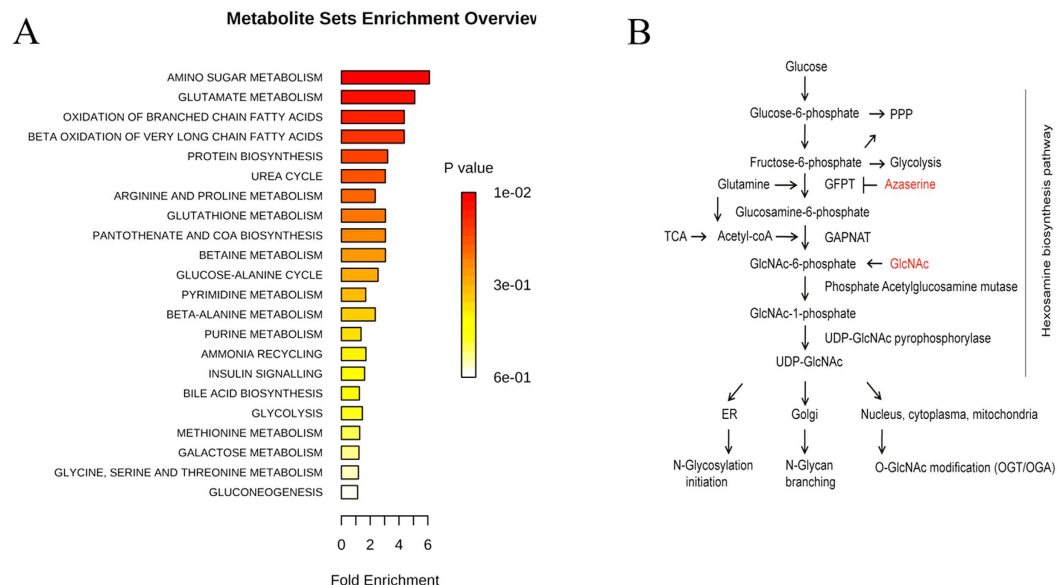 A
Metabolite Sets Enrichment Overview
AMINO SUGAR METABOLISM
GLUTAMATE METABOLISM
OXIDATION OF BRANCHED CHAIN FATTY ACIDS
BETA OXIDATION OF VERY LONG CHAIN FATTY ACIDS
PROTEIN BIOSYNTHESIS
UREA CYCLE
ARGININE AND PROLINE METABOLISM
GLUTATHIONE METABOLISM
PANTOTHENATE AND COA BIOSYNTHESIS
BETAINE METABOLISM
GLUCOSE-ALANINE CYCLE
PYRIMIDINE METABOLISM
BETA-ALANINE METABOLISM
PURINE METABOLISM
AMMONIA RECYCLING
INSULIN SIGNALLING
BILE ACID BIOSYNTHESIS
GLYCOLYSIS
METHIONINE METABOLISM
GALACTOSE METABOLISM
GLYCINE, SERINE AND THREONINE METABOLISM
GLUCONEOGENESIS
0 2 4 6
Fold Enrichment
P value
1e-02
3e-01
6e-01
B
Glucose
Glucose-6-phosphate PPP
Fructose-6-phosphate Glycolysis
Glutamine GFPT Azaserine
Glucosamine-6-phosphate
TCA Acetyl-coA GAPNAT
GlcNAc-6-phosphate GlcNAc
Phosphate Acetylglucosamine mutase
GlcNAc-1-phosphate
UDP-GlcNAc pyrophosphorylase
UDP-GlcNAc
ER Golgi Nucleus, cytoplasm, mitochondria
N-Glycosylation N-Glycan O-GlcNAc modification (OGT/OGA)
initiation branching
Hexosamine biosynthesis pathway